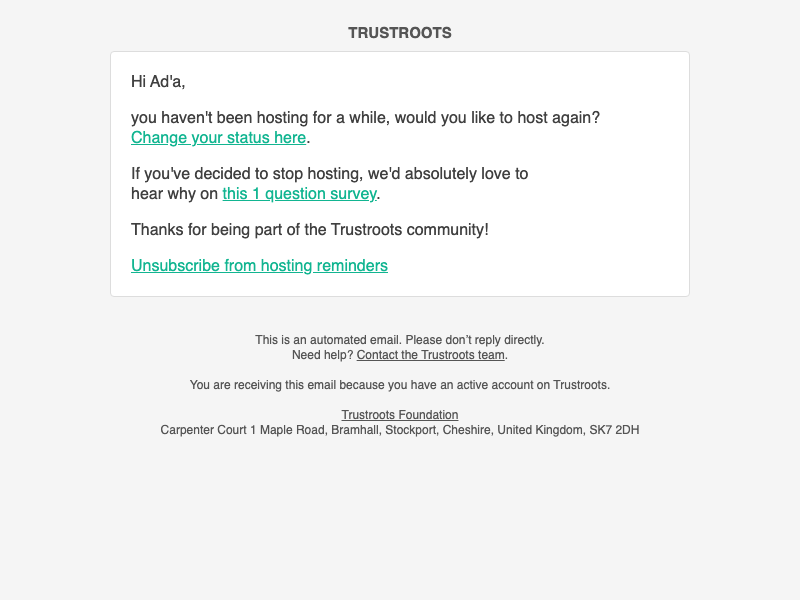 TRUSTROOTS
Hi Ad'a,
you haven't been hosting for a while, would you like to host again?
Change your status here.
If you've decided to stop hosting, we'd absolutely love to
hear why on this 1 question survey.
Thanks for being part of the Trustroots community!
Unsubscribe from hosting reminders
This is an automated email. Please don’t reply directly.
Need help? Contact the Trustroots team.
You are receiving this email because you have an active account on Trustroots.
Trustroots Foundation
Carpenter Court 1 Maple Road, Bramhall, Stockport, Cheshire, United Kingdom, SK7 2DH